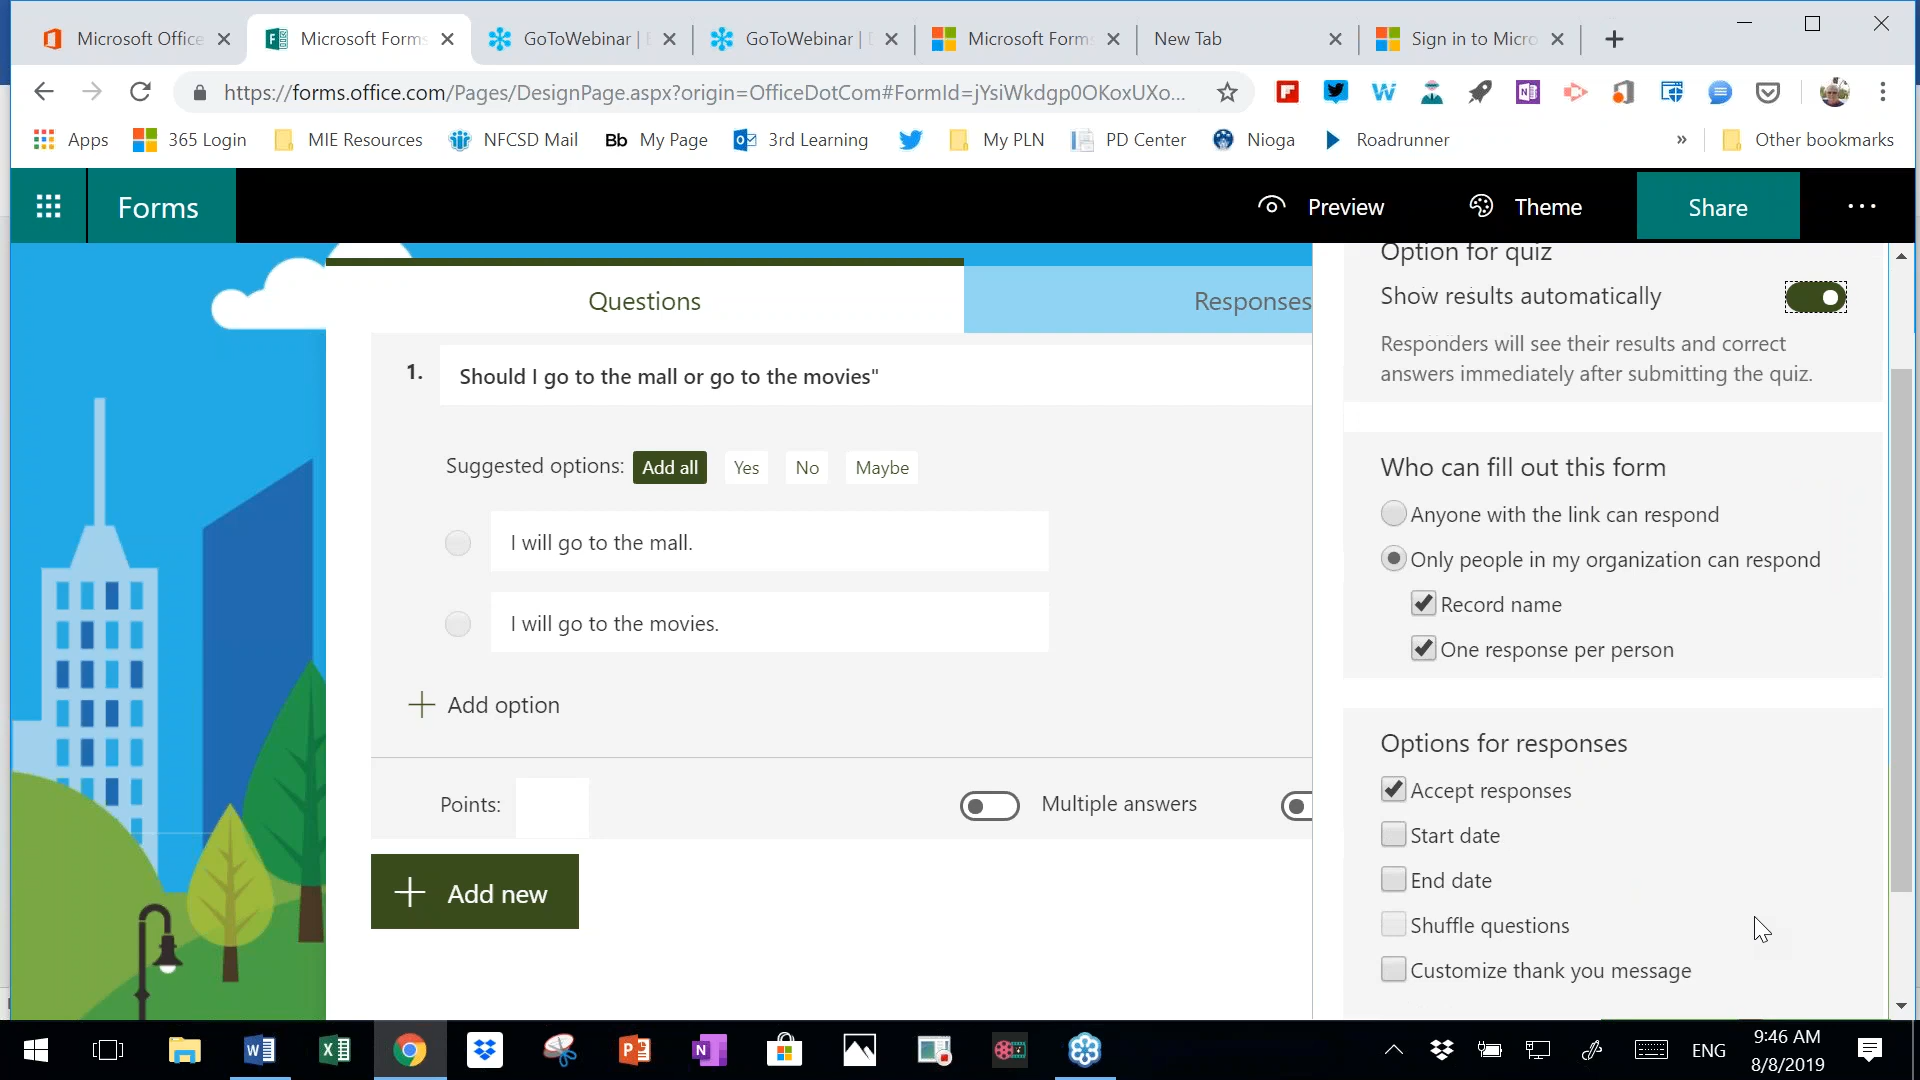 Microsoft Office
Microsoft Forms
GoToWebinar |
GoToWebinar |
Microsoft Forms
New Tab
Sign in to Micro
https://forms.office.com/Pages/DesignPage.aspx?origin=OfficeDotCom#FormId=jYsiWkdgp0OKoxUXo...
Apps
365 Login
MIE Resources
NFCSD Mail
Bb My Page
3rd Learning
My PLN
PD Center
Nioga
Roadrunner
»
Other bookmarks
Forms
Preview
Theme
Share
...
Questions
Responses
1.
Should I go to the mall or go to the movies"
Suggested options: Add all Yes No Maybe
I will go to the mall.
I will go to the movies.
+ Add option
Points:
Multiple answers
+ Add new
Option for quiz
Show results automatically
Responders will see their results and correct
answers immediately after submitting the quiz.
Who can fill out this form
Anyone with the link can respond
Only people in my organization can respond
Record name
One response per person
Options for responses
Accept responses
Start date
End date
Shuffle questions
Customize thank you message
ENG
9:46 AM
8/8/2019